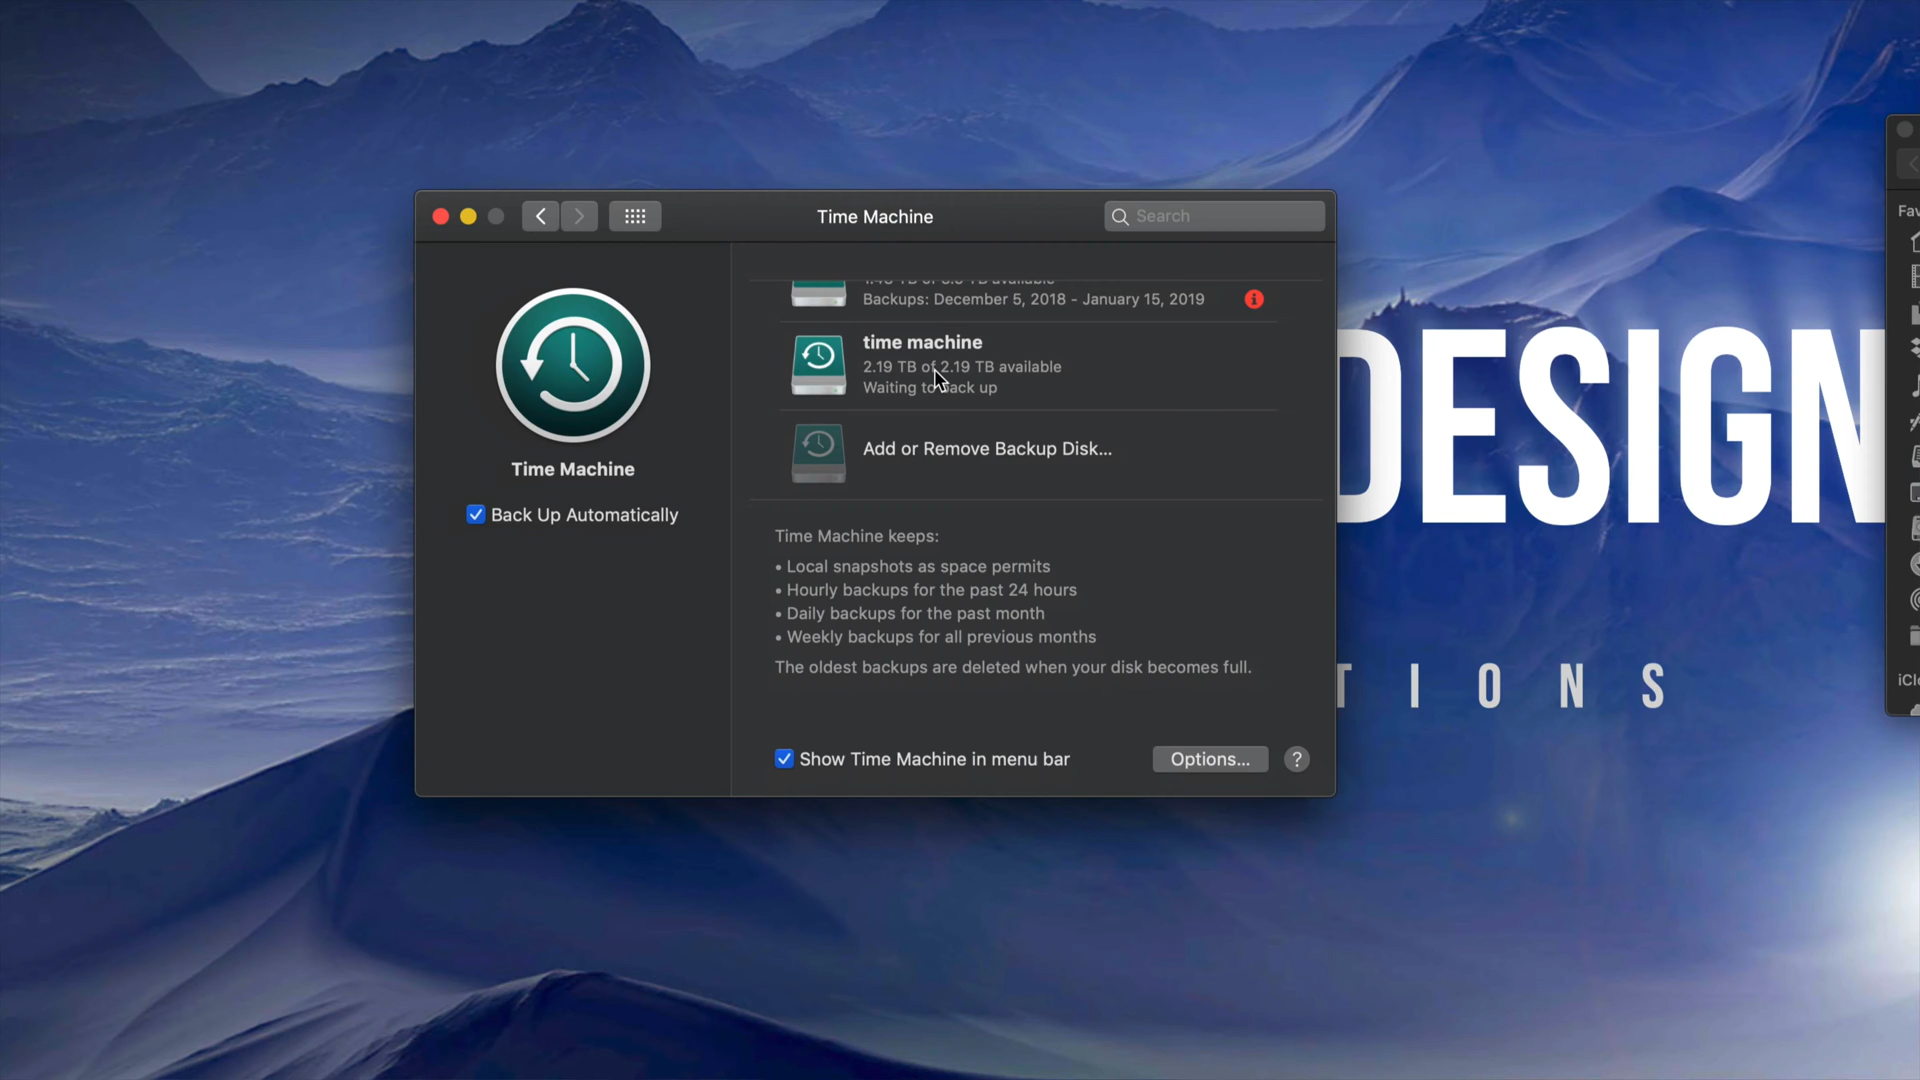 Time Machine
Search
Backups: December 5, 2018 - January 15, 2019
time machine
2.19 TB of 2.19 TB available
Waiting to back up
Add or Remove Backup Disk...
Time Machine
Back Up Automatically
Time Machine keeps:
• Local snapshots as space permits
• Hourly backups for the past 24 hours
• Daily backups for the past month
• Weekly backups for all previous months
The oldest backups are deleted when your disk becomes full.
Show Time Machine in menu bar
Options...
?
DESIGN
TIONS
Fav
iClo